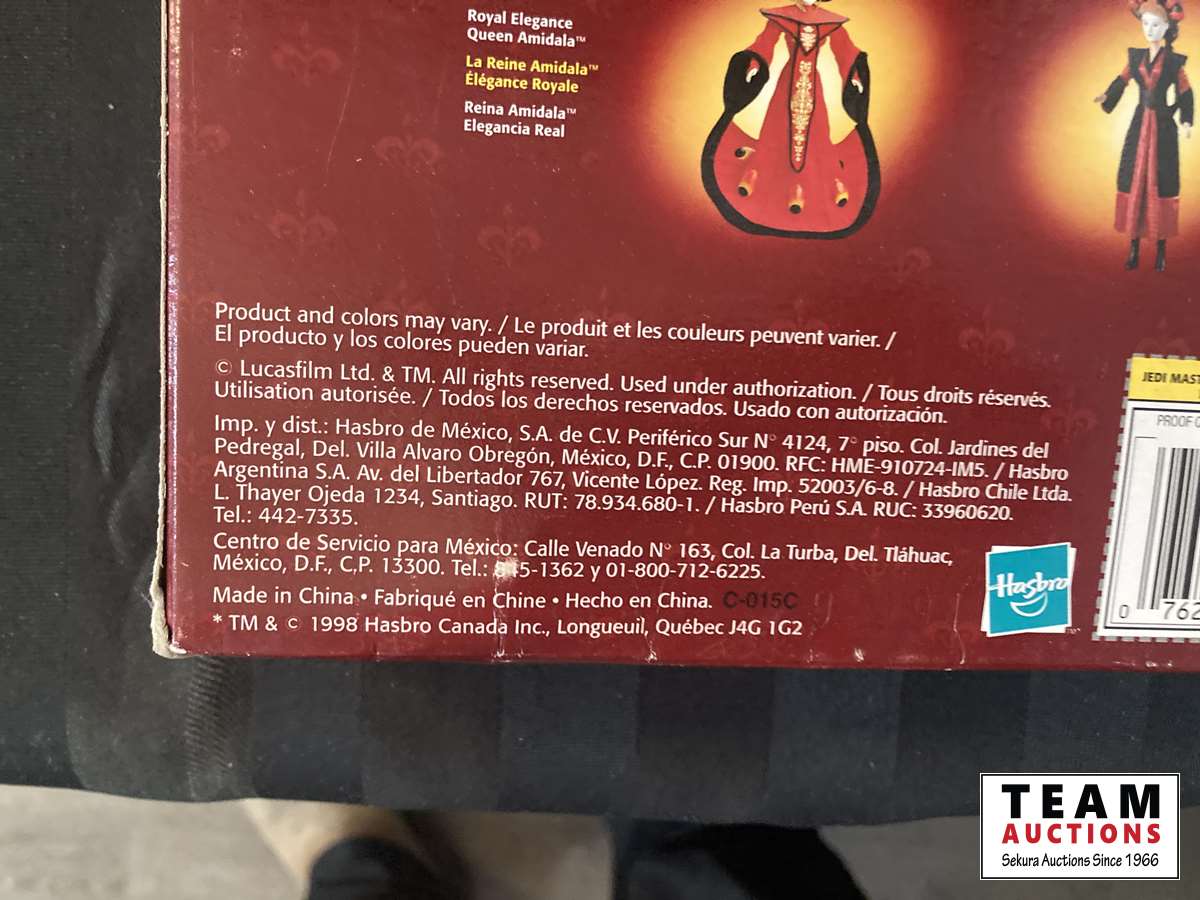 Royal Elegance
Queen Amidala™
La Reine Amidala™
Élégance Royale
Reina Amidala™
Elegancia Real
Product and colors may vary. / Le produit et les couleurs peuvent varier. /
El producto y los colores pueden variar.
© Lucasfilm Ltd. & TM. All rights reserved. Used under authorization. / Tous droits réservés.
Utilisation autorisée. / Todos los derechos reservados. Usado con autorización.
Imp. y dist.: Hasbro de México, S.A. de C.V. Periférico Sur N° 4124, 7° piso. Col. Jardines del
Pedregal, Del. Villa Alvaro Obregón, México, D.F., C.P. 01900. RFC: HME-910724-IM5. / Hasbro
Argentina S.A. Av. del Libertador 767, Vicente López. Reg. Imp. 52003/6-8. / Hasbro Chile Ltda.
L. Thayer Ojeda 1234, Santiago. RUT: 78.934.680-1. / Hasbro Perú S.A. RUC: 33960620.
Tel.: 442-7335.
Centro de Servicio para México: Calle Venado N° 163, Col. La Turba, Del. Tláhuac,
México, D.F., C.P. 13300. Tel.: 5-1362 y 01-800-712-6225.
Made in China • Fabriqué en Chine • Hecho en China. C-015C
* TM & © 1998 Hasbro Canada Inc., Longueuil, Québec J4G 1G2
Hasbro
™
JEDI
PROOF
0 762
TEAM
AUCTIONS
Sekura Auctions Since 1966